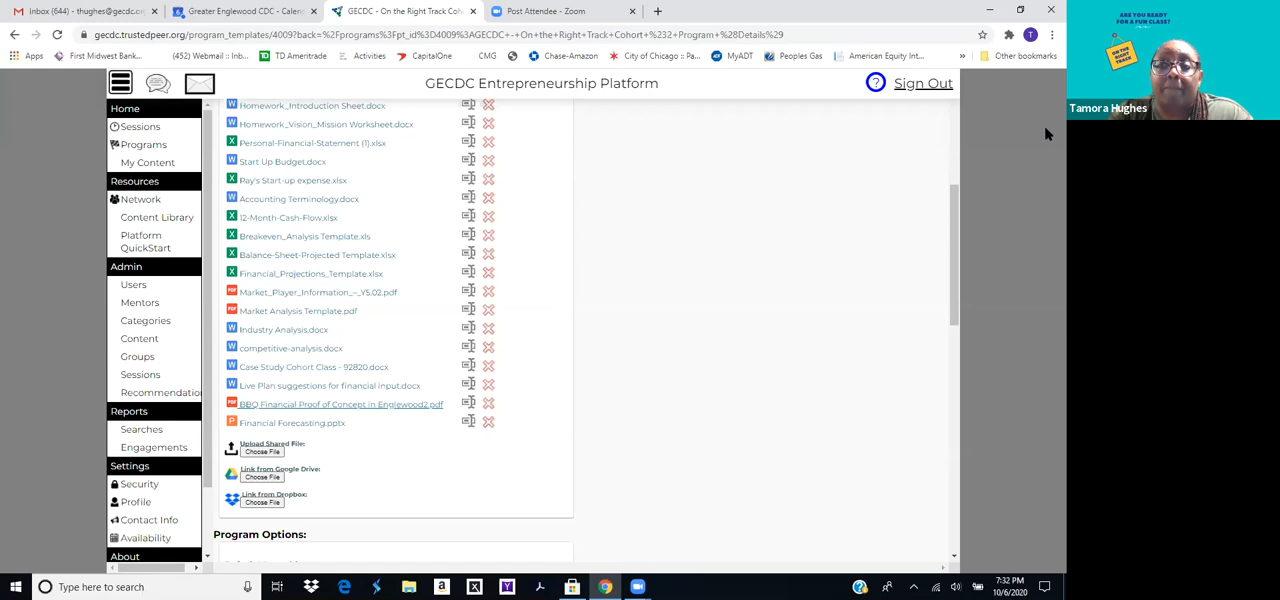 Inbox (644) - thughes@gecdc.org
Greater Englewood CDC - Calend
GECDC - On the Right Track Coh
Post Attendee - Zoom
gecdc.trustedpeer.org/program_templates/4009?back=%2Fprograms%3Fpt_id%3D4009%3AGECDC+-+On+the+Right+Track+Cohort+%232+Program+%28Details%29
Apps
First Midwest Bank...
(452) Webmail :: Inb...
TD Ameritrade
Activities
CapitalOne
CMG
Chase-Amazon
City of Chicago :: Pa...
MyADT
Peoples Gas
American Equity Int...
Other bookmarks
GECDC Entrepreneurship Platform
Sign Out
Home
Sessions
Programs
My Content
Resources
Network
Content Library
Platform
QuickStart
Admin
Users
Mentors
Categories
Content
Groups
Sessions
Recommendation
Reports
Searches
Engagements
Settings
Security
Profile
Contact Info
Availability
About
Homework_Introduction Sheet.docx
Homework_Vision_Mission Worksheet.docx
Personal-Financial-Statement (1).xlsx
Start Up Budget.docx
Ray's Start-up expense.xlsx
Accounting Terminology.docx
12-Month-Cash-Flow.xlsx
Breakeven_Analysis Template.xls
Balance-Sheet-Projected Template.xlsx
Financial_Projections_Template.xlsx
Market_Player_Information_-_Y5.02.pdf
Market Analysis Template.pdf
Industry Analysis.docx
competitive-analysis.docx
Case Study Cohort Class - 92820.docx
Live Plan suggestions for financial input.docx
BBQ Financial Proof of Concept in Englewood2.pdf
Financial Forecasting.pptx
Upload Shared File:
Choose File
Link from Google Drive:
Choose File
Link from Dropbox:
Choose File
Program Options:
ARE YOU READY
FOR A FUN CLASS?
ON THE
RIGHT
TRACK
Tamora Hughes
Type here to search
7:32 PM
10/6/2020